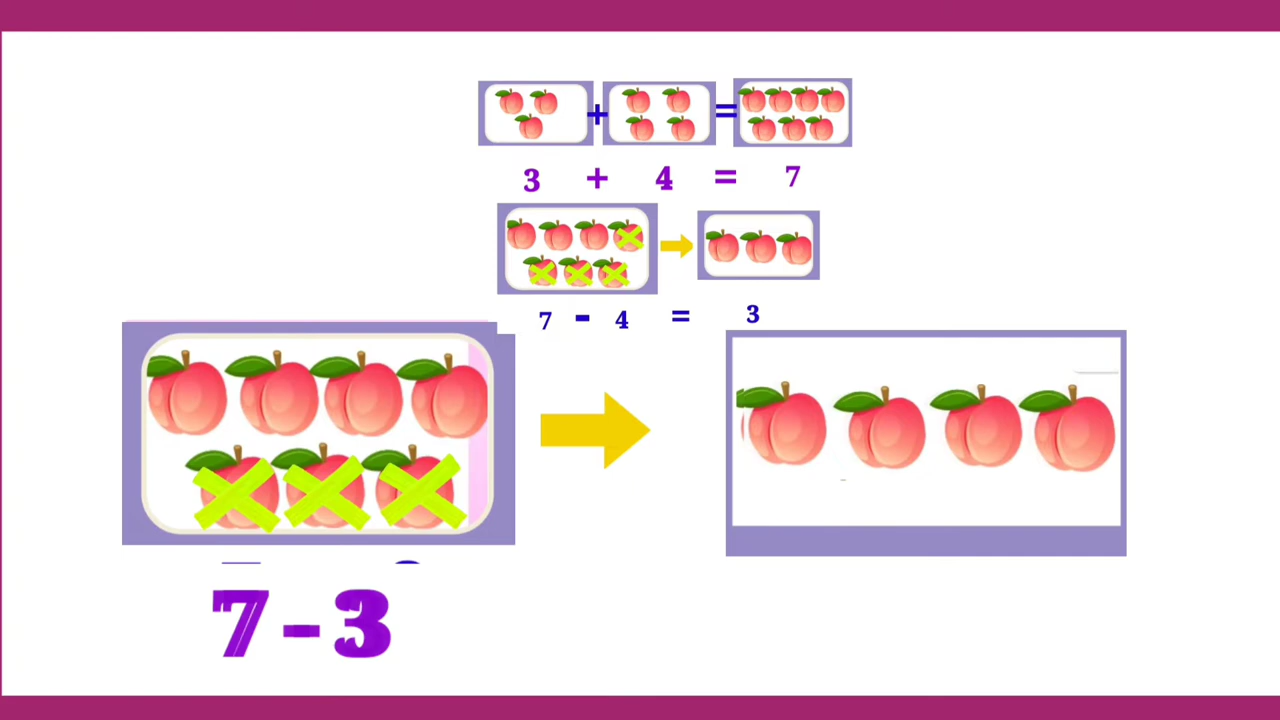 + =
3 + 4 = 7
7 - 4 = 3
7-3